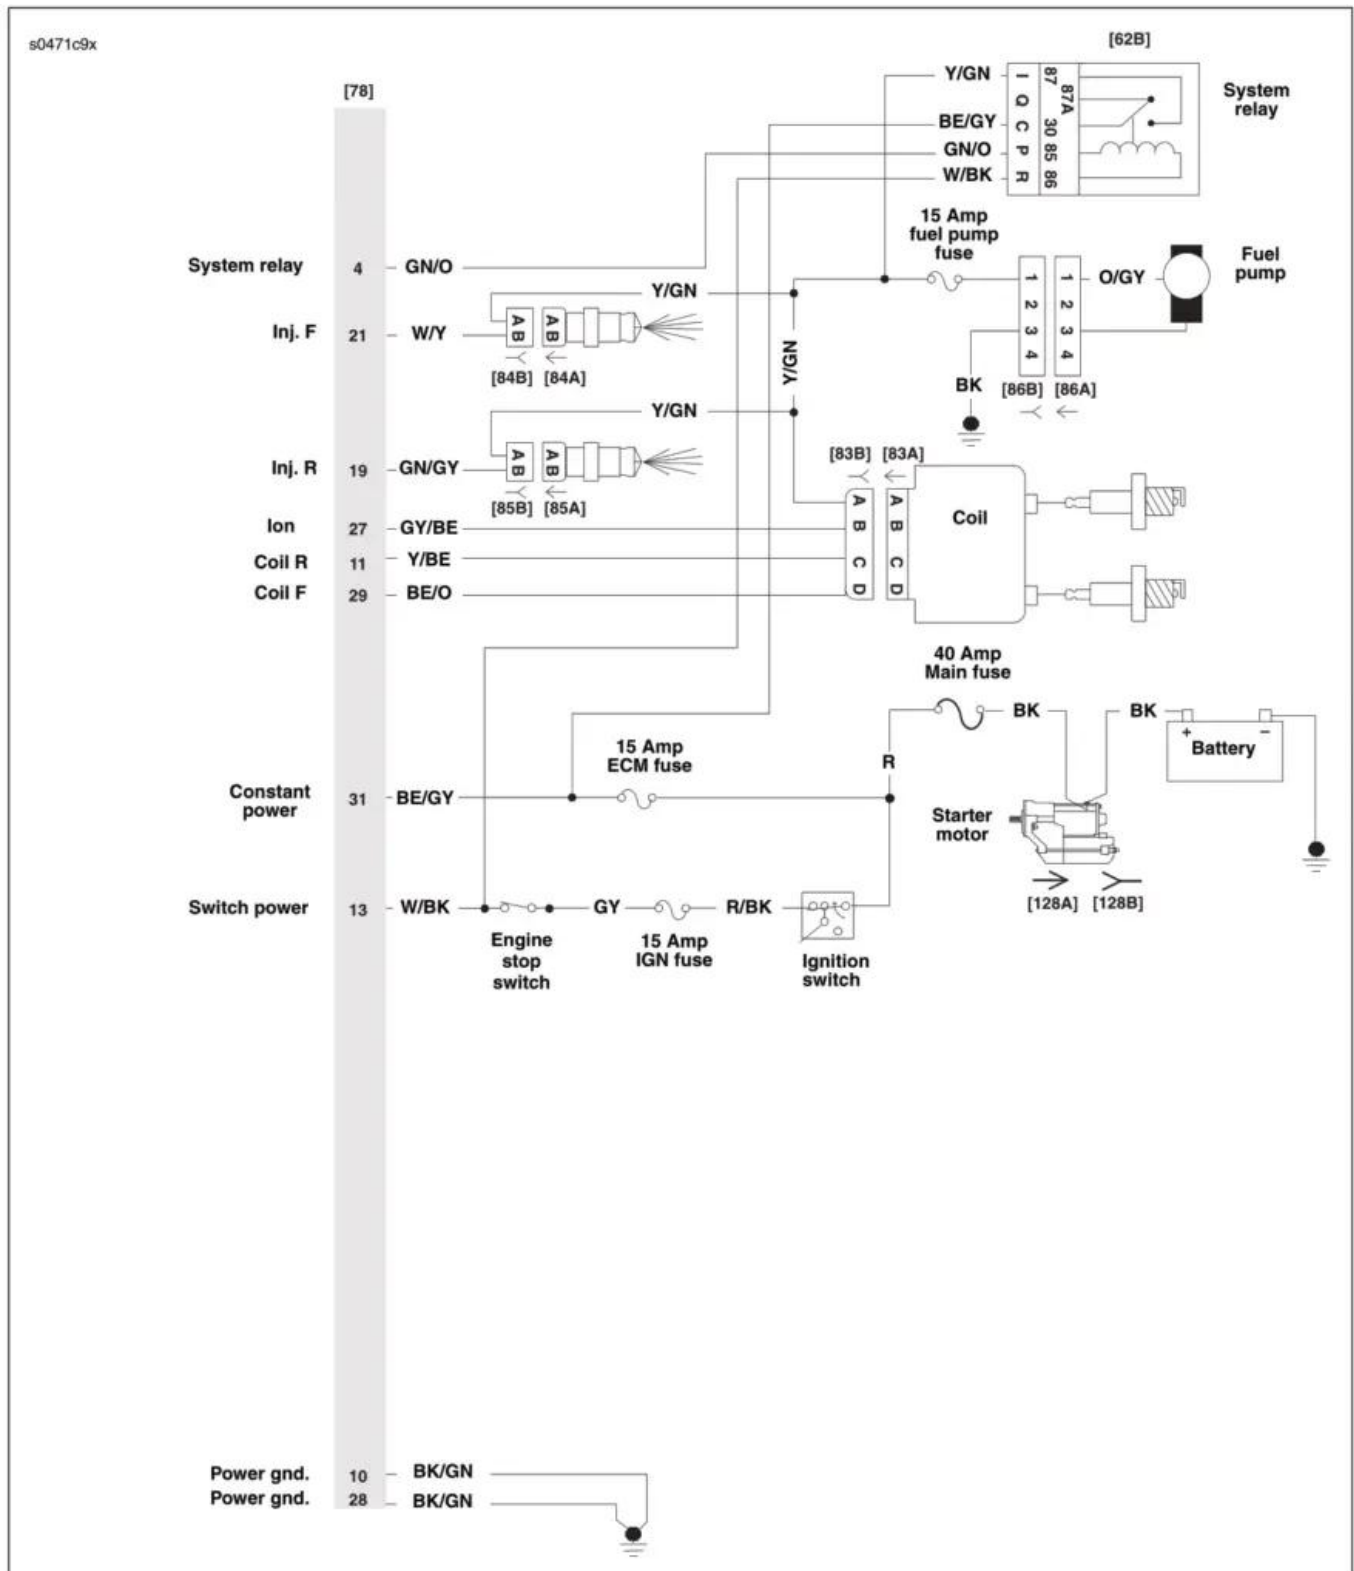 s0471c9x
[62B]
Y/GN
I
87
87A
System
relay
Q
BE/GY
C
30
GN/O
P
85
W/BK
R
86
[78]
15 Amp
fuel pump
fuse
Fuel
pump
System relay
4
GN/O
Y/GN
1
2
3
4
1
2
3
4
O/GY
Inj. F
21
W/Y
A B
A B
[84B]
[84A]
Y/GN
BK
[86B]
[86A]
Y/GN
Inj. R
19
GN/GY
A B
A B
[85B]
[85A]
[83B]
[83A]
A
B
C
D
A
B
C
D
Coil
Ion
27
GY/BE
Coil R
11
Y/BE
Coil F
29
BE/O
40 Amp
Main fuse
BK
BK
+
−
Battery
R
15 Amp
ECM fuse
Constant
power
31
BE/GY
Starter
motor
[128A]
[128B]
Switch power
13
W/BK
GY
R/BK
Engine
stop
switch
15 Amp
IGN fuse
Ignition
switch
Power gnd.
10
BK/GN
Power gnd.
28
BK/GN